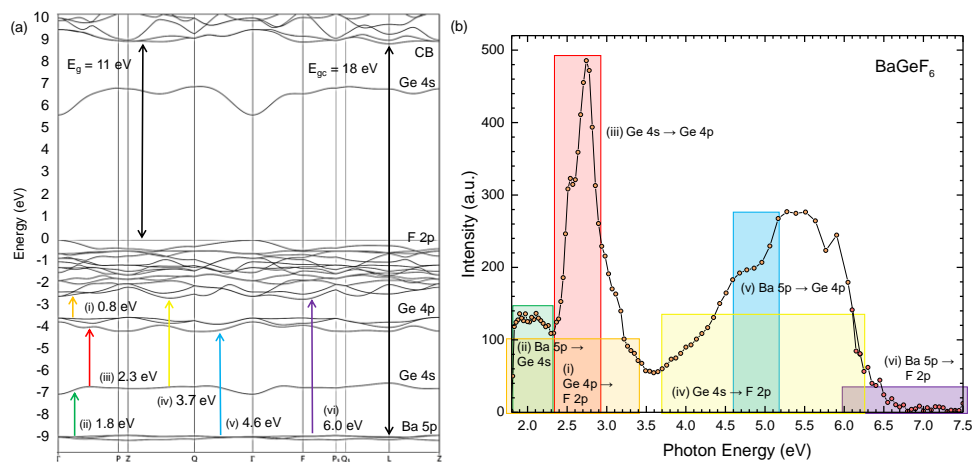 (a)
10
9
8
7
6
5
4
3
2
1
0
-1
-2
-3
-4
-5
-6
-7
-8
-9
Energy (eV)
E_g = 11 eV
E_gc = 18 eV
CB
Ge 4s
F 2p
(i) 0.8 eV
Ge 4p
(iii) 2.3 eV
Ge 4s
(iv) 3.7 eV
(ii) 1.8 eV
(v) 4.6 eV
(vi)
6.0 eV
Ba 5p
Γ P Z Q Γ F P₁ Q₁ L Z
(b)
500
400
300
200
100
0
Intensity (a.u.)
BaGeF₆
(iii) Ge 4s → Ge 4p
(v) Ba 5p → Ge 4p
(ii) Ba 5p →
Ge 4s
(i)
Ge 4p →
F 2p
(iv) Ge 4s → F 2p
(vi) Ba 5p →
F 2p
2.0 2.5 3.0 3.5 4.0 4.5 5.0 5.5 6.0 6.5 7.0 7.5
Photon Energy (eV)